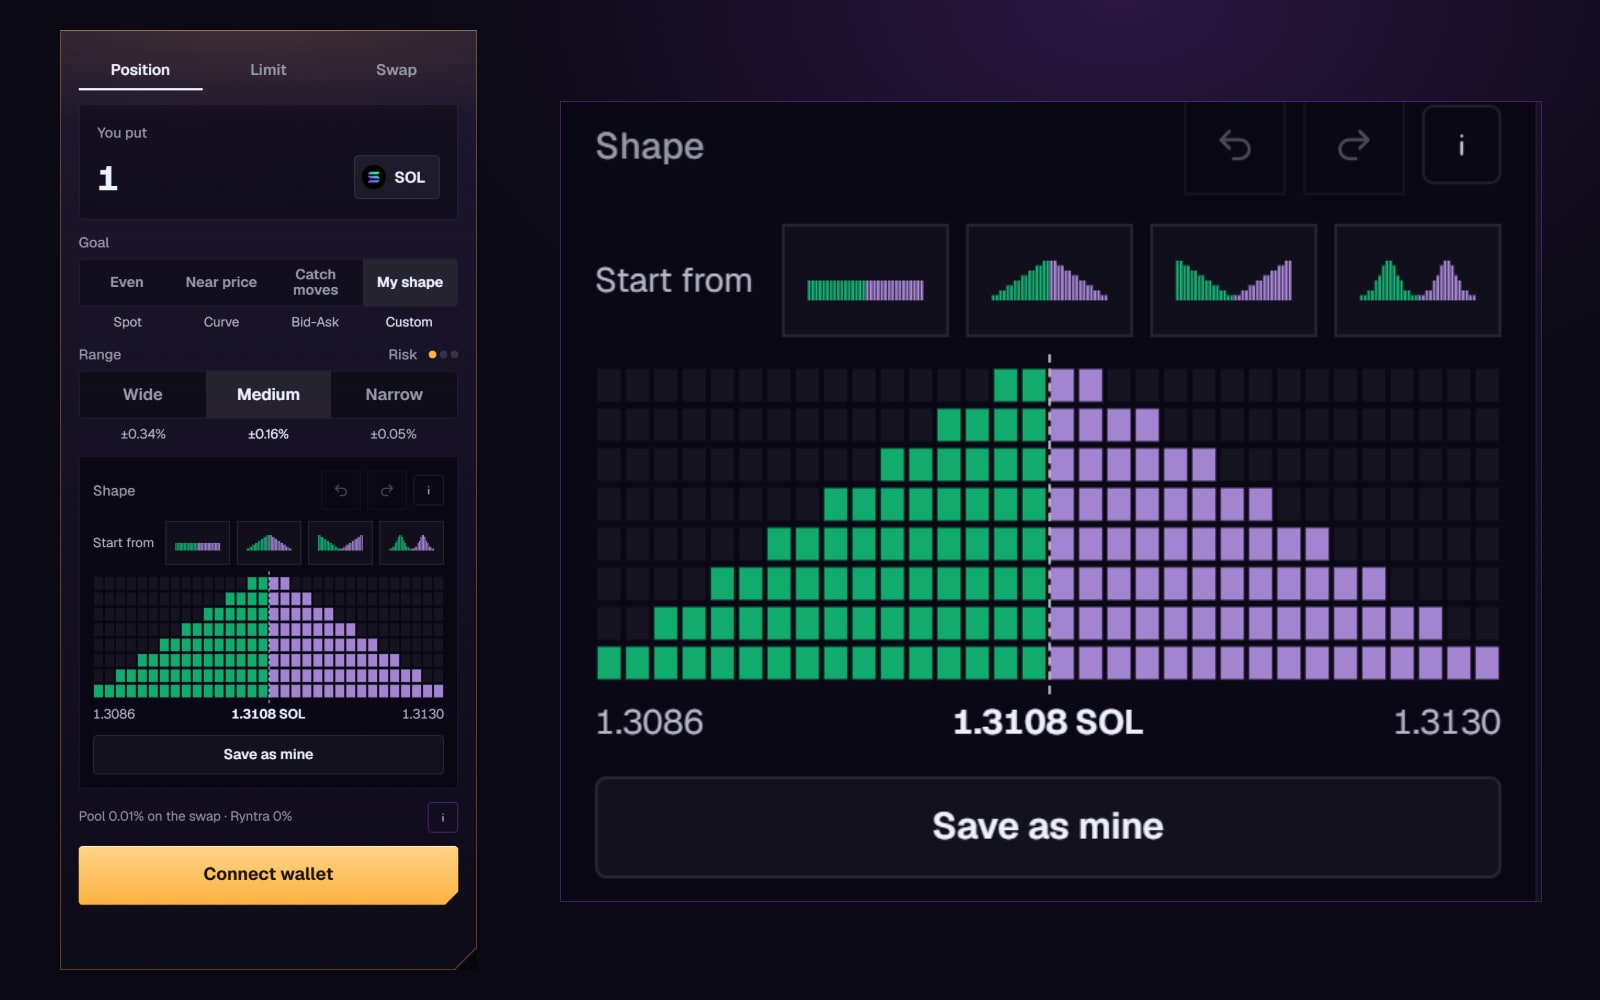 Position
Limit
Swap
You put
1
SOL
Goal
Even
Near price
Catch
moves
My shape
Spot
Curve
Bid-Ask
Custom
Range
Risk
Wide
Medium
Narrow
±0.34%
±0.16%
±0.05%
Shape
i
Start from
1.3086
1.3108 SOL
1.3130
Save as mine
Pool 0.01% on the swap · Ryntra 0%
i
Connect wallet
Shape
i
Start from
1.3086
1.3108 SOL
1.3130
Save as mine